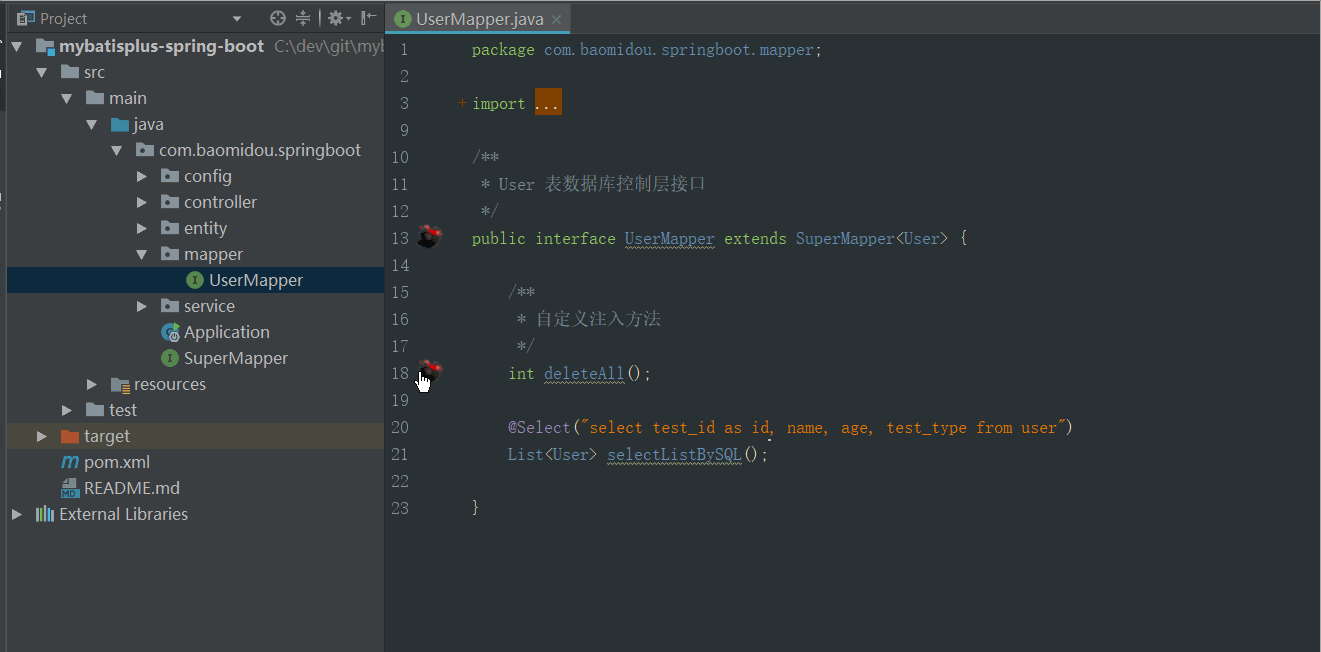 Project
mybatisplus-spring-boot C:\dev\git\myb
src
main
java
com.baomidou.springboot
config
controller
entity
mapper
UserMapper
service
Application
SuperMapper
resources
test
target
pom.xml
README.md
External Libraries
UserMapper.java
1 package com.baomidou.springboot.mapper;
2
3 + import ...
9
10 /**
11 * User 表数据库控制层接口
12 */
13 public interface UserMapper extends SuperMapper<User> {
14
15 /**
16 * 自定义注入方法
17 */
18 int deleteAll();
19
20 @Select("select test_id as id, name, age, test_type from user")
21 List<User> selectListBySQL();
22
23 }